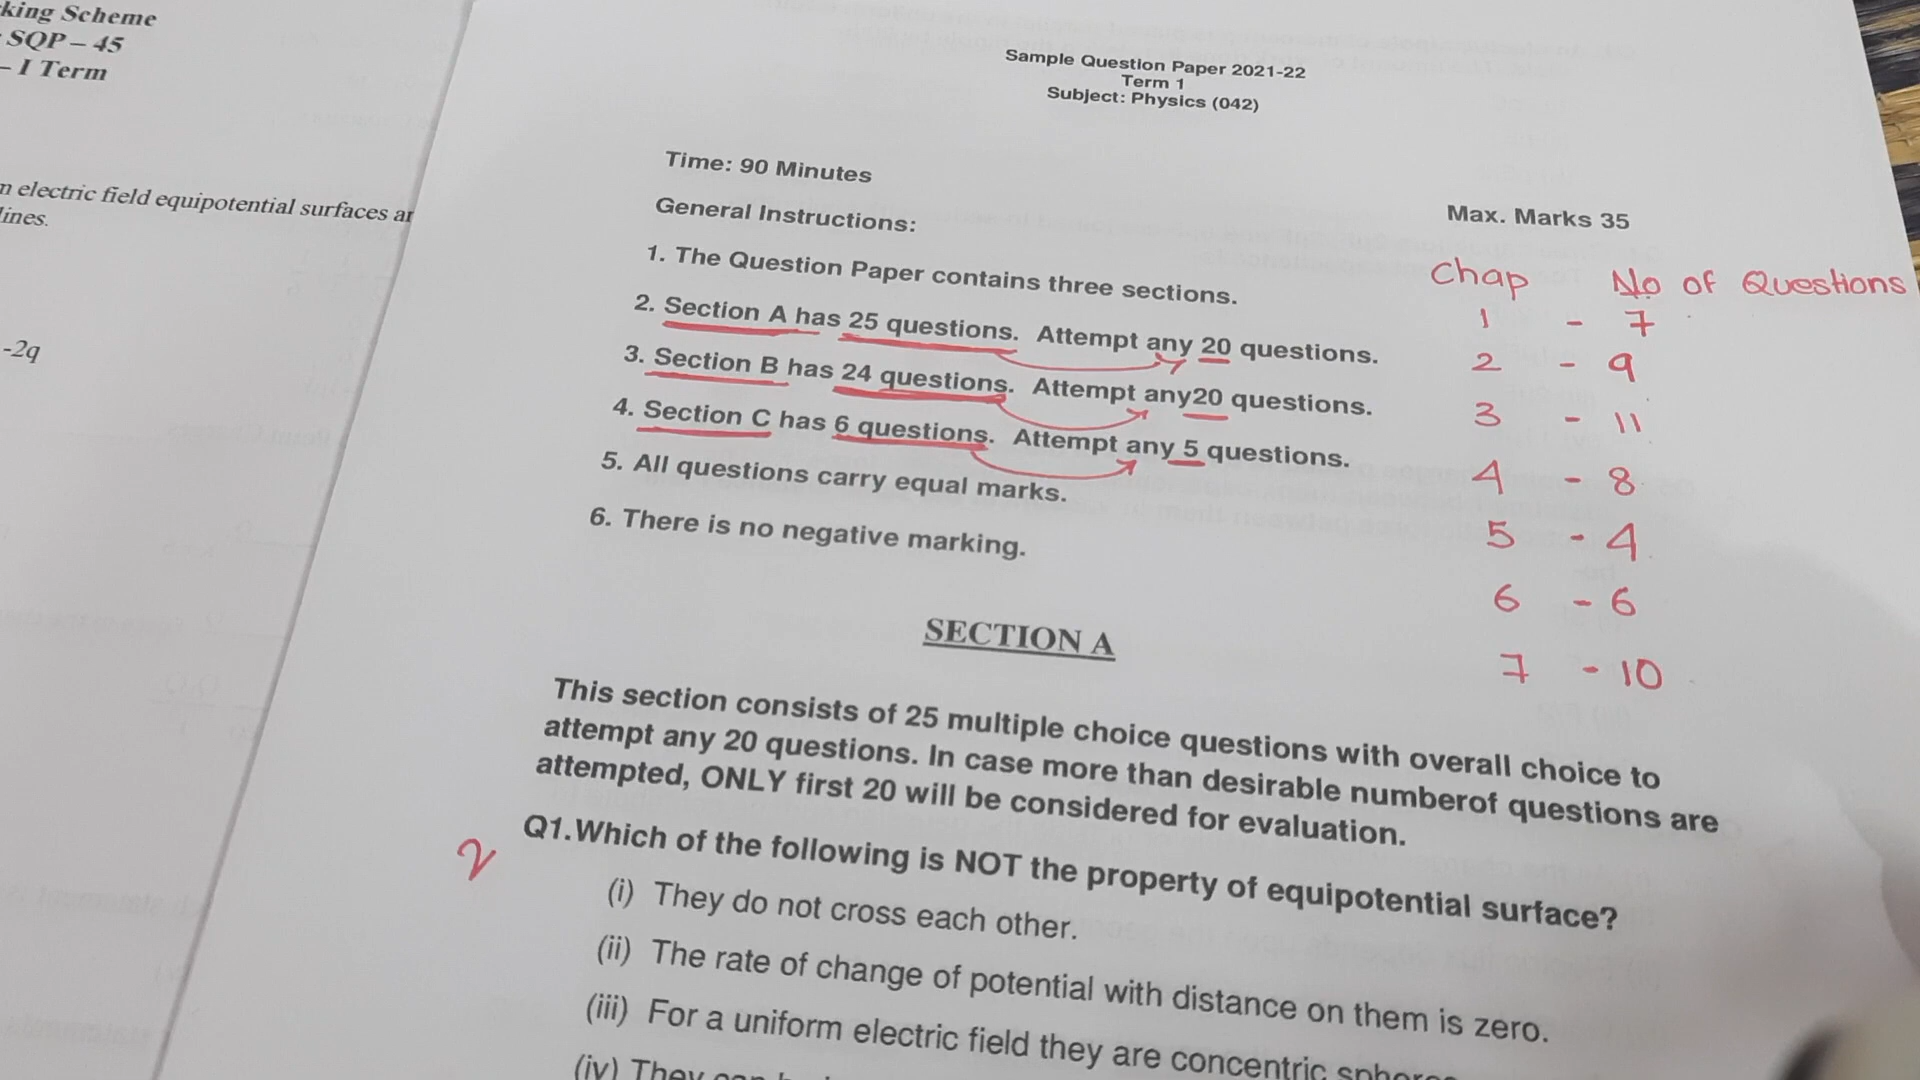 king Scheme
SQP – 45
– I Term
electric field equipotential surfaces
lines.
-2q
Sample Question Paper 2021-22
Term 1
Subject: Physics (042)
Time: 90 Minutes
Max. Marks 35
General Instructions:
1. The Question Paper contains three sections.
2. Section A has 25 questions. Attempt any 20 questions.
3. Section B has 24 questions. Attempt any20 questions.
4. Section C has 6 questions. Attempt any 5 questions.
5. All questions carry equal marks.
6. There is no negative marking.
Chap No of Questions
1 - 7
2 - 9
3 - 11
4 - 8
5 - 4
6 - 6
7 - 10
SECTION A
This section consists of 25 multiple choice questions with overall choice to
attempt any 20 questions. In case more than desirable numberof questions are
attempted, ONLY first 20 will be considered for evaluation.
2
Q1.Which of the following is NOT the property of equipotential surface?
(i) They do not cross each other.
(ii) The rate of change of potential with distance on them is zero.
(iii) For a uniform electric field they are concentric
(iv) They